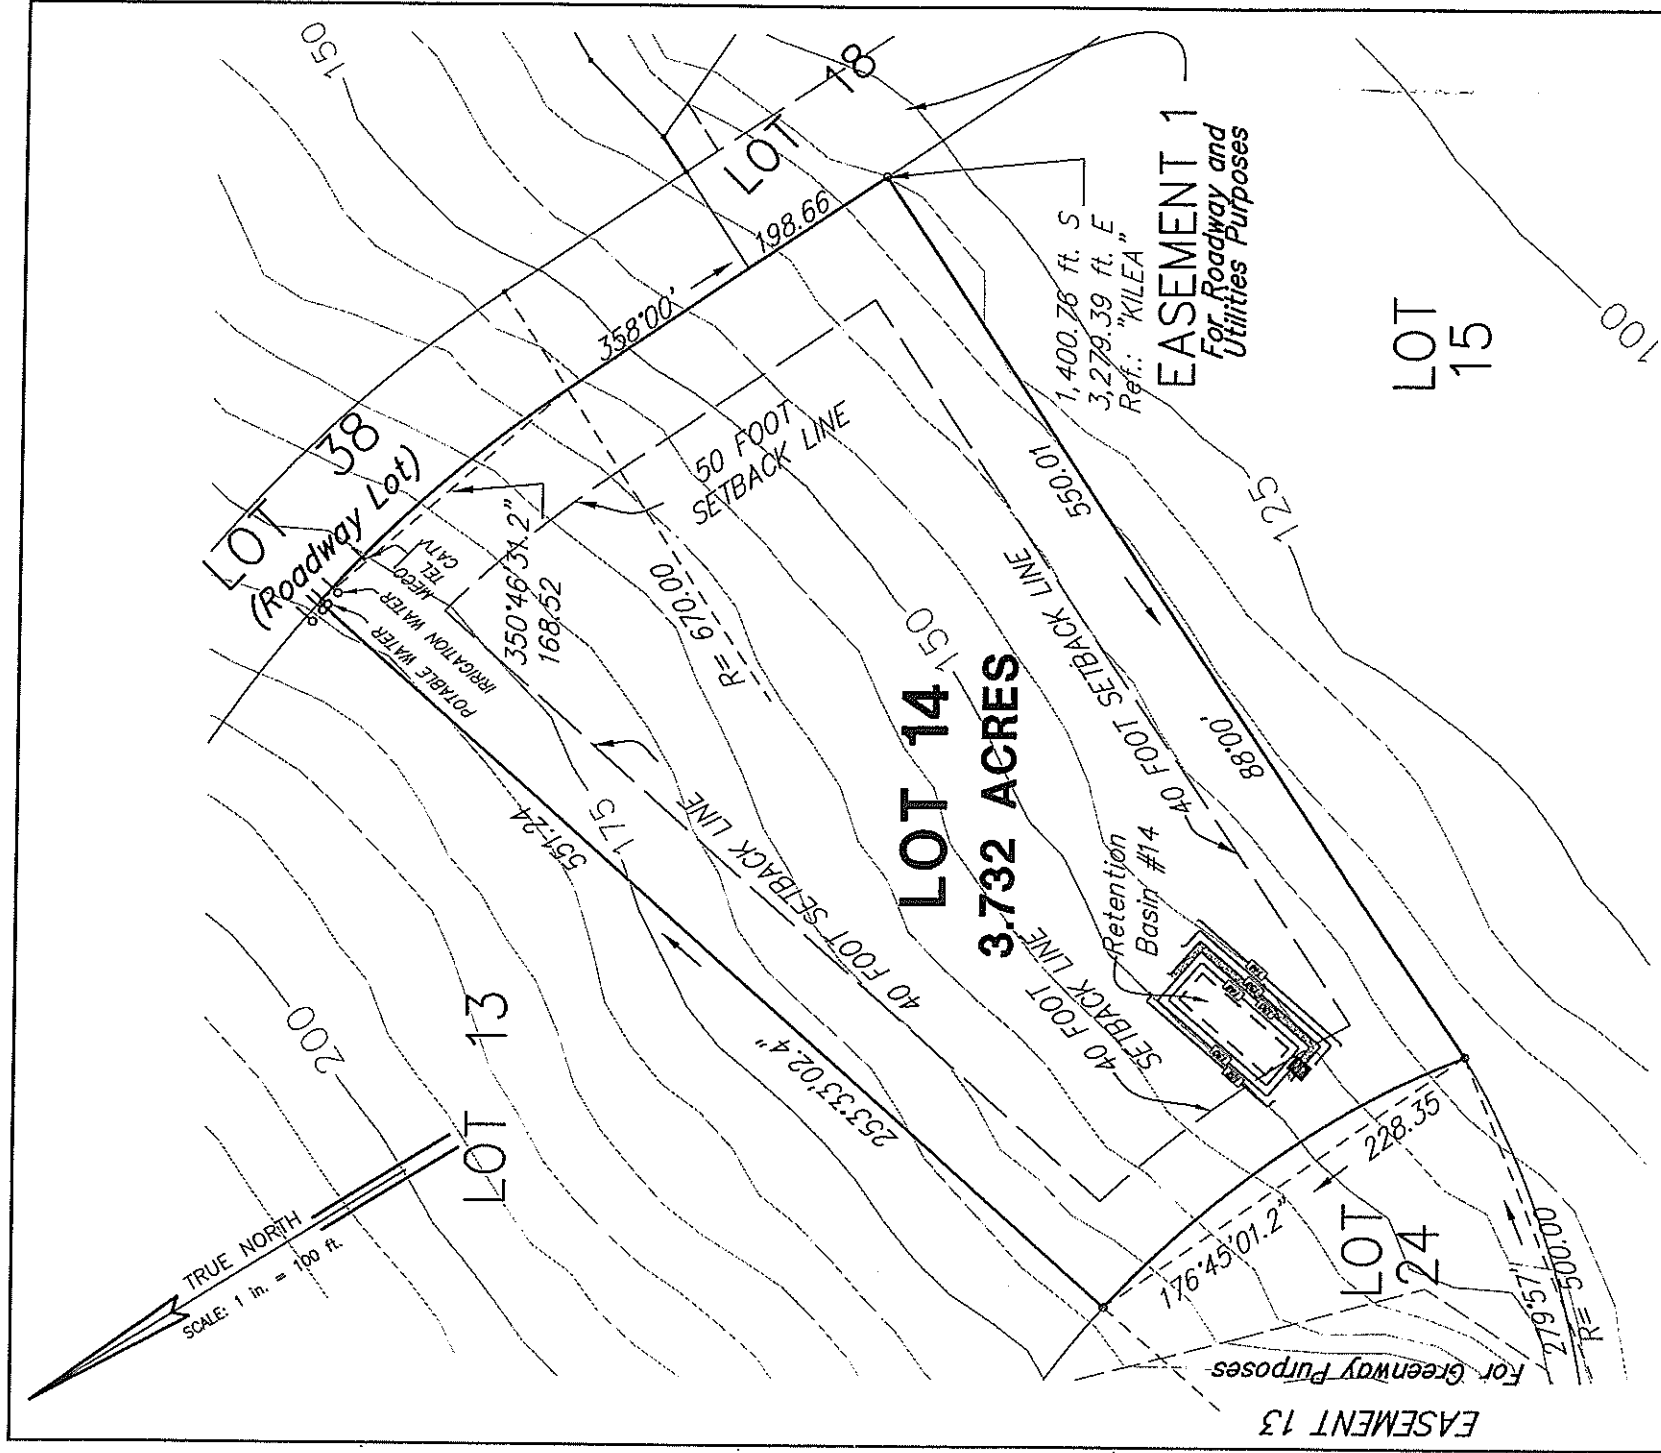 150
LOT 18
LOT 38
(Roadway Lot)
358°00'
198.66
1,400.76 ft. S
3,279.39 ft. E
Ref.: "KILEA"
EASEMENT 1
For Roadway and
Utilities Purposes
LOT
15
100
125
50 FOOT
SETBACK LINE
POTABLE WATER
IRRIGATION WATER
MECO
TEL
CATV
350°46'31.2"
168.52
R= 670.00
550.01
88°00'
40 FOOT SETBACK LINE
150
LOT 14
3.732 ACRES
40 FOOT SETBACK LINE
175
551.24
253°33'02.4"
40 FOOT
SETBACK LINE
Retention
Basin #14
LOT 13
200
TRUE NORTH
SCALE: 1 in. = 100 ft.
228.35
176°45'01.2"
LOT
24
279°57'
R= 500.00
For Greenway Purposes
EASEMENT 13